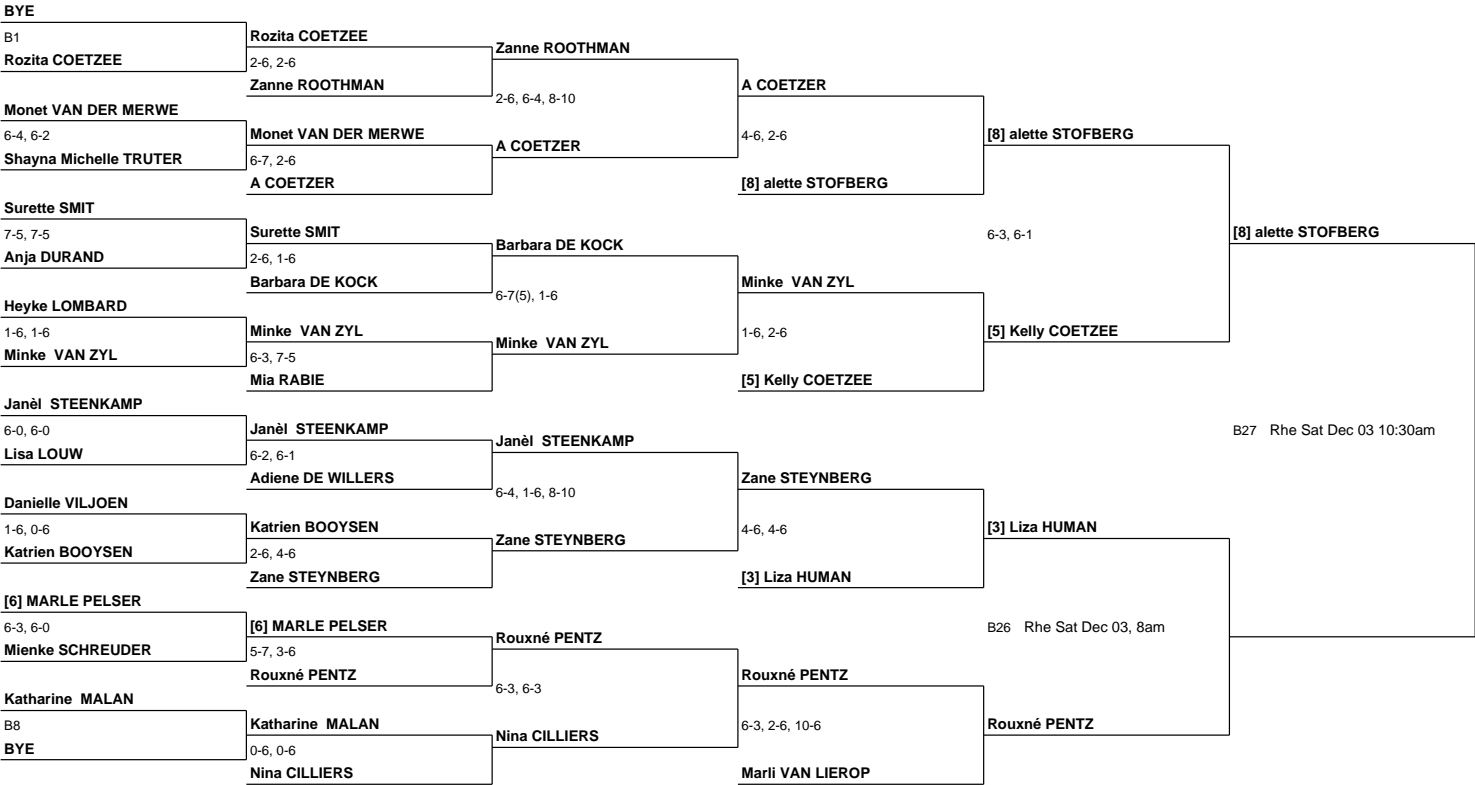 BYE
B1
Rozita COETZEE
Monet VAN DER MERWE
6-4, 6-2
Shayna Michelle TRUTER
Surette SMIT
7-5, 7-5
Anja DURAND
Heyke LOMBARD
1-6, 1-6
Minke VAN ZYL
Janèl STEENKAMP
6-0, 6-0
Lisa LOUW
Danielle VILJOEN
1-6, 0-6
Katrien BOOYSEN
[6] MARLE PELSER
6-3, 6-0
Mienke SCHREUDER
Katharine MALAN
B8
BYE
Rozita COETZEE
2-6, 2-6
Zanne ROOTHMAN
Monet VAN DER MERWE
6-7, 2-6
A COETZER
Surette SMIT
2-6, 1-6
Barbara DE KOCK
Minke VAN ZYL
6-3, 7-5
Mia RABIE
Janèl STEENKAMP
6-2, 6-1
Adiene DE WILLERS
Katrien BOOYSEN
2-6, 4-6
Zane STEYNBERG
[6] MARLE PELSER
5-7, 3-6
Rouxné PENTZ
Katharine MALAN
0-6, 0-6
Nina CILLIERS
Zanne ROOTHMAN
2-6, 6-4, 8-10
A COETZER
Barbara DE KOCK
6-7(5), 1-6
Minke VAN ZYL
Janèl STEENKAMP
6-4, 1-6, 8-10
Zane STEYNBERG
Rouxné PENTZ
6-3, 6-3
Nina CILLIERS
A COETZER
4-6, 2-6
[8] alette STOFBERG
Minke VAN ZYL
1-6, 2-6
[5] Kelly COETZEE
Zane STEYNBERG
4-6, 4-6
[3] Liza HUMAN
Rouxné PENTZ
6-3, 2-6, 10-6
Marli VAN LIEROP
[8] alette STOFBERG
6-3, 6-1
[5] Kelly COETZEE
[3] Liza HUMAN
B26 Rhe Sat Dec 03, 8am
Rouxné PENTZ
[8] alette STOFBERG
B27 Rhe Sat Dec 03 10:30am